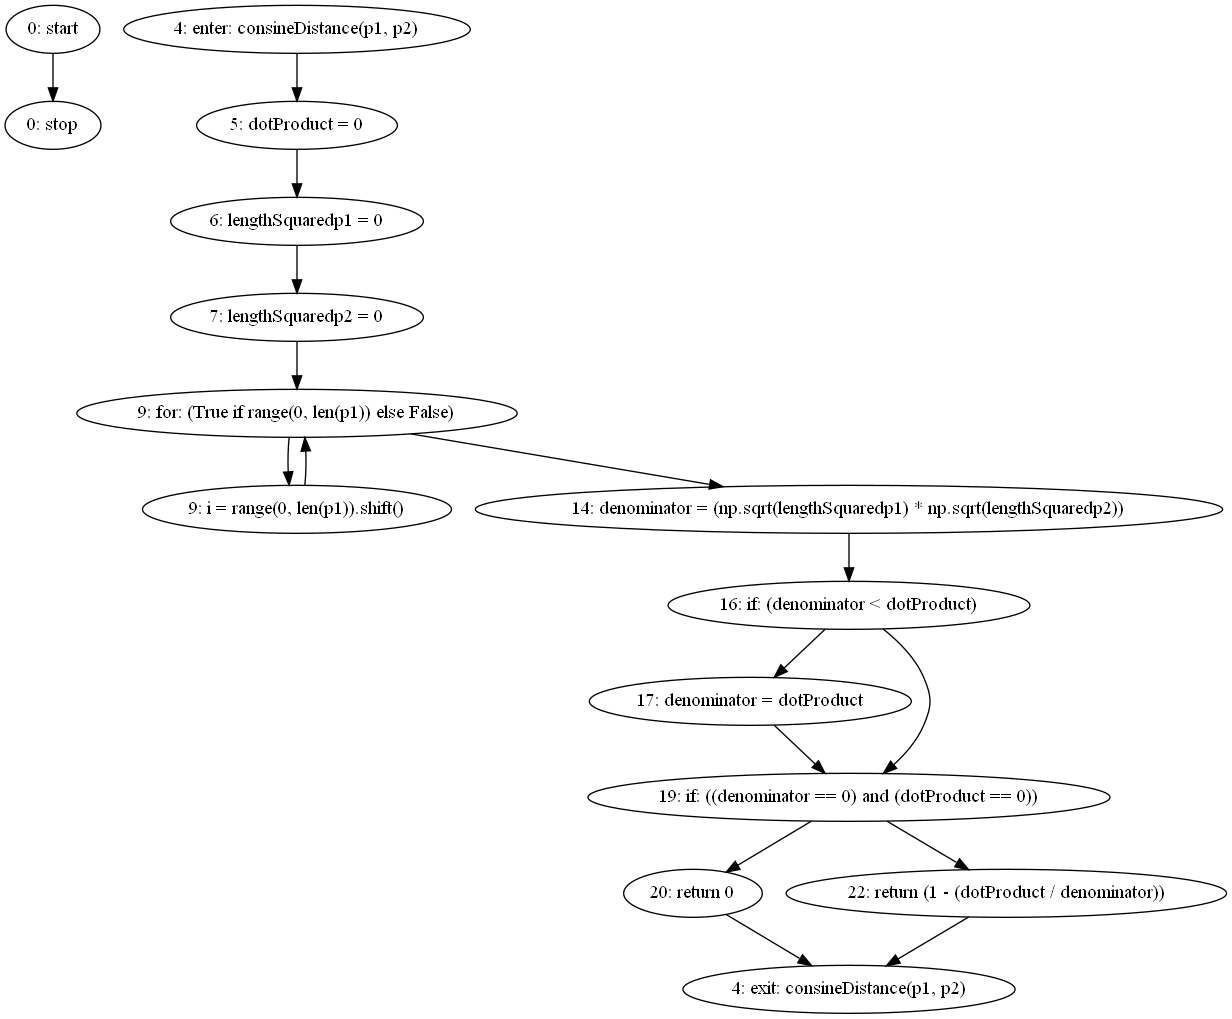 0: start
4: enter: consineDistance(p1, p2)
0: stop
5: dotProduct = 0
6: lengthSquaredp1 = 0
7: lengthSquaredp2 = 0
9: for: (True if range(0, len(p1)) else False)
9: i = range(0, len(p1)).shift()
14: denominator = (np.sqrt(lengthSquaredp1) * np.sqrt(lengthSquaredp2))
16: if: (denominator < dotProduct)
17: denominator = dotProduct
19: if: ((denominator == 0) and (dotProduct == 0))
20: return 0
22: return (1 - (dotProduct / denominator))
4: exit: consineDistance(p1, p2)